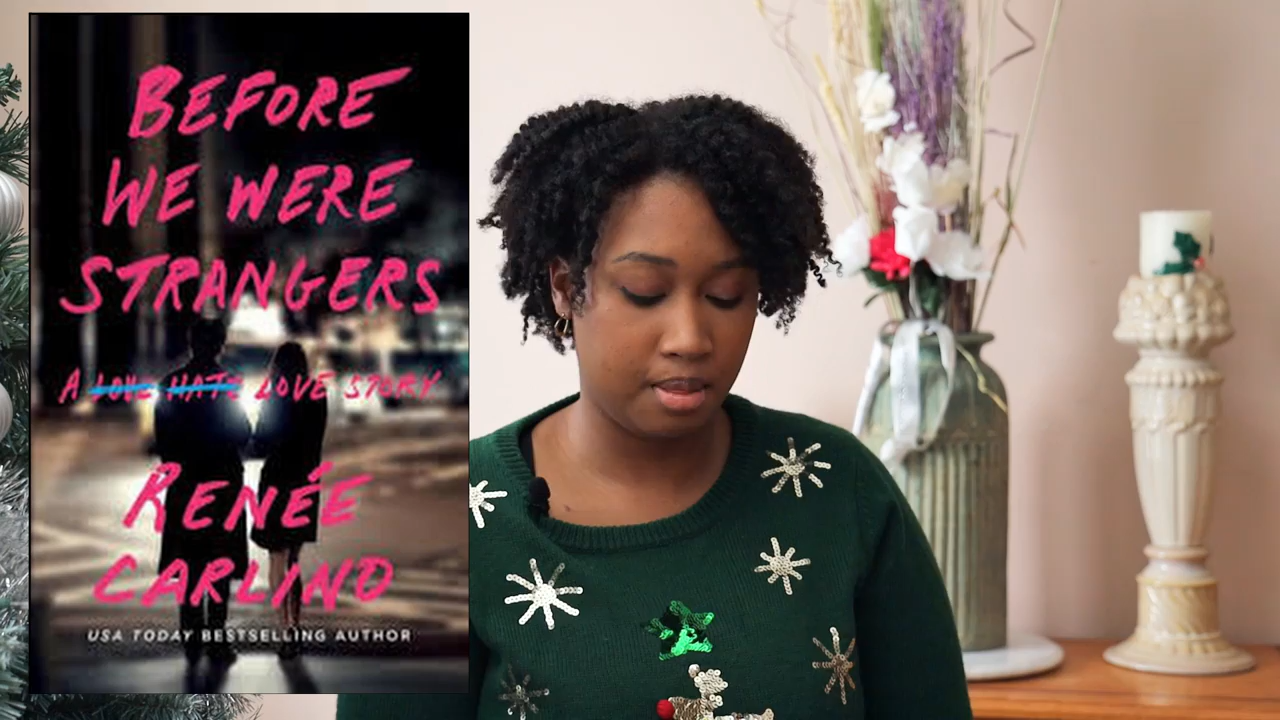 BEFORE
WE WERE
STRANGERS
A LOVE HATE LOVE STORY
RENÉE
CARLINO
USA TODAY BESTSELLING AUTHOR